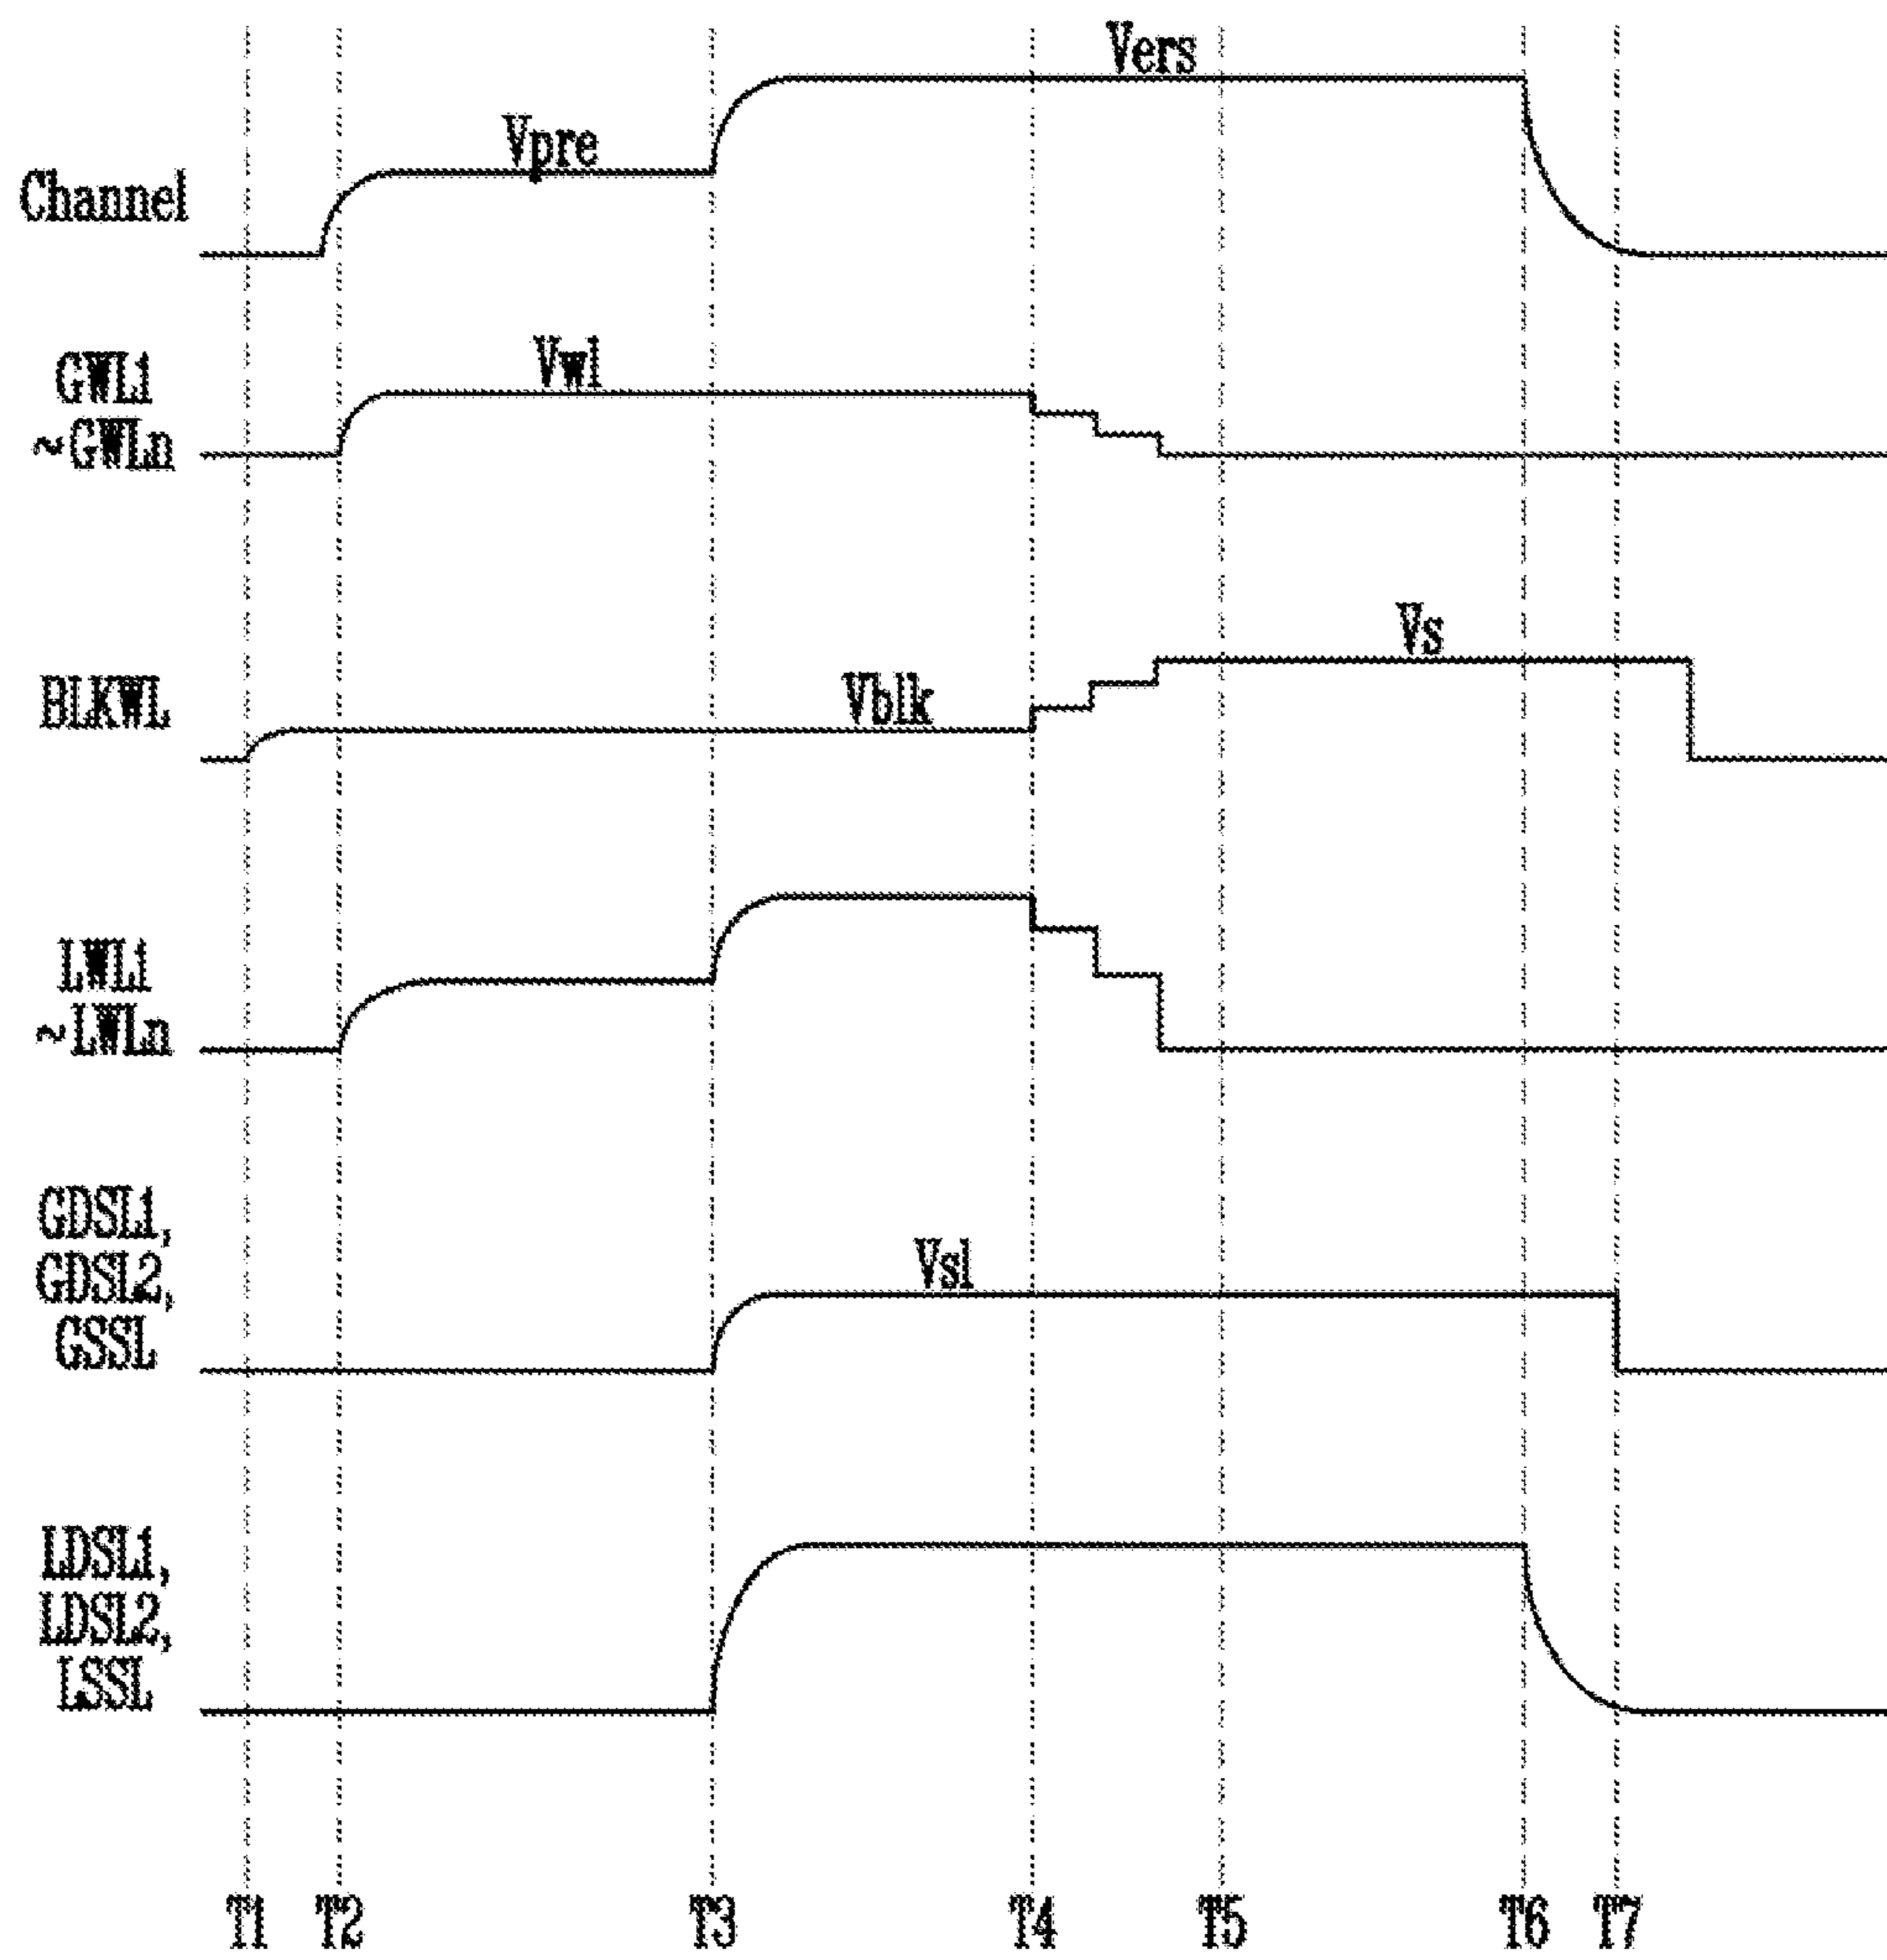 Vers
Vpre
Channel
Vwl
GWL1
~GWLn
Vs
BLKWL
Vblk
LWL1
~LWLn
GDSL1,
GDSL2,
GSSL
Vsl
LDSL1,
LDSL2,
LSSL
T1 T2 T3 T4 T5 T6 T7